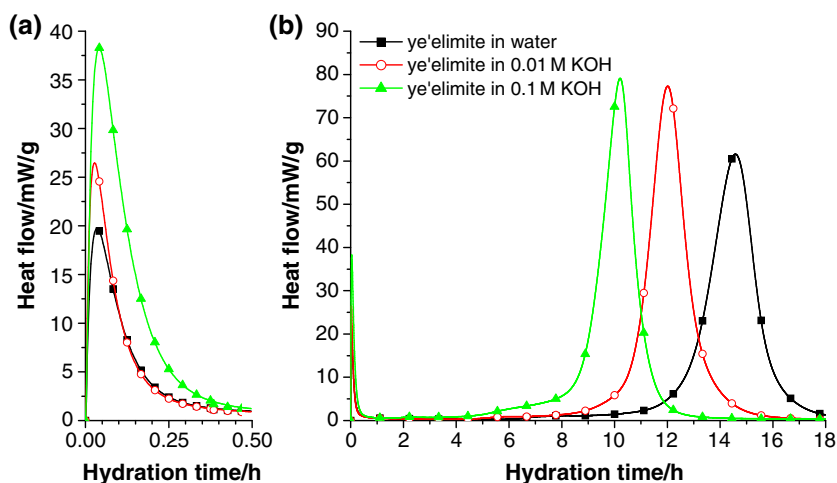 (a)
Heat flow/mW/g
40
35
30
25
20
15
10
5
0
0.00 0.25 0.50
Hydration time/h
(b)
ye'elimite in water
ye'elimite in 0.01 M KOH
ye'elimite in 0.1 M KOH
Heat flow/mW/g
90
80
70
60
50
40
30
20
10
0
0 2 4 6 8 10 12 14 16 18
Hydration time/h